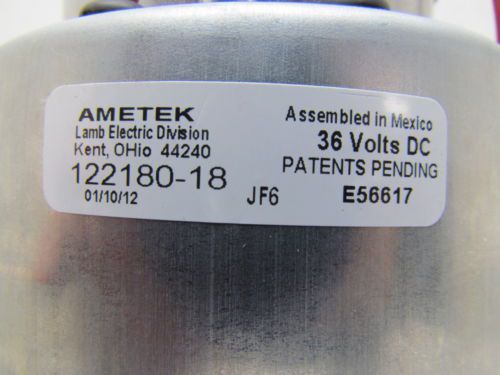 AMETEK
Lamb Electric Division
Kent, OHio 44240
122180-18
01/10/12
JF6
Assembled in Mexico
36 Volts DC
PATENTS PENDING
E56617